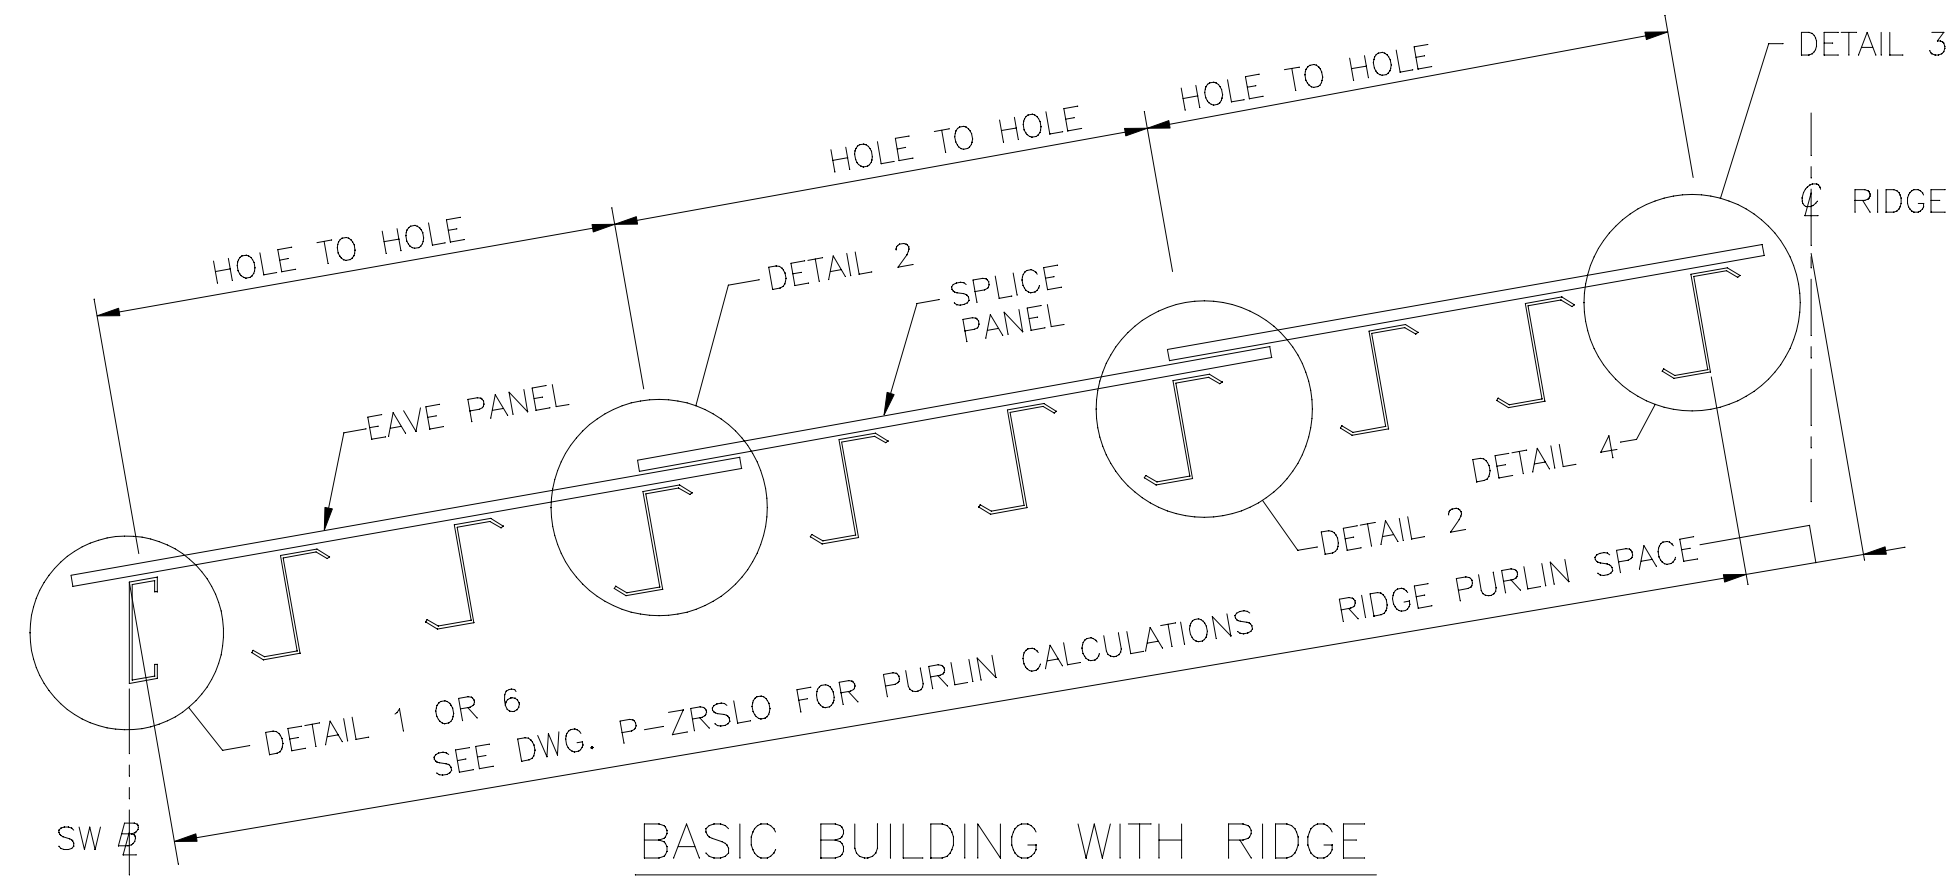 DETAIL 3
HOLE TO HOLE
HOLE TO HOLE
HOLE TO HOLE
℄ RIDGE
DETAIL 2
SPLICE
PANEL
EAVE PANEL
DETAIL 4
DETAIL 2
RIDGE PURLIN SPACE
DETAIL 1 OR 6
SEE DWG. P-ZRSLO FOR PURLIN CALCULATIONS
SW
BASIC BUILDING WITH RIDGE